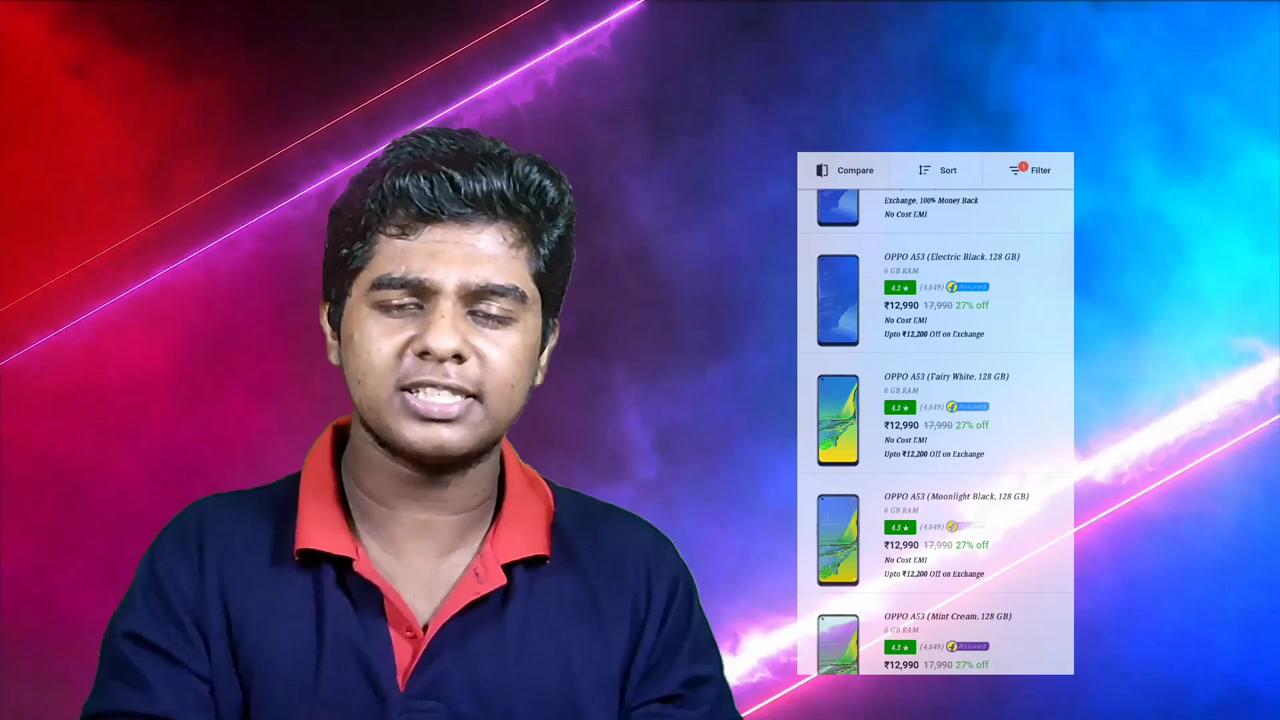 Compare Sort 1 Filter
Exchange, 100% Money Back
No Cost EMI
OPPO A53 (Electric Black, 128 GB)
6 GB RAM
4.3 ★ (4,649) Assured
₹12,990 17,990 27% off
No Cost EMI
Upto ₹12,200 Off on Exchange
OPPO A53 (Fairy White, 128 GB)
6 GB RAM
4.3 ★ (4,649) Assured
₹12,990 17,990 27% off
No Cost EMI
Upto ₹12,200 Off on Exchange
OPPO A53 (Moonlight Black, 128 GB)
6 GB RAM
4.3 ★ (4,649)
₹12,990 17,990 27% off
No Cost EMI
Upto ₹12,200 Off on Exchange
OPPO A53 (Mint Cream, 128 GB)
6 GB RAM
4.3 ★ (4,649) Assured
₹12,990 17,990 27% off